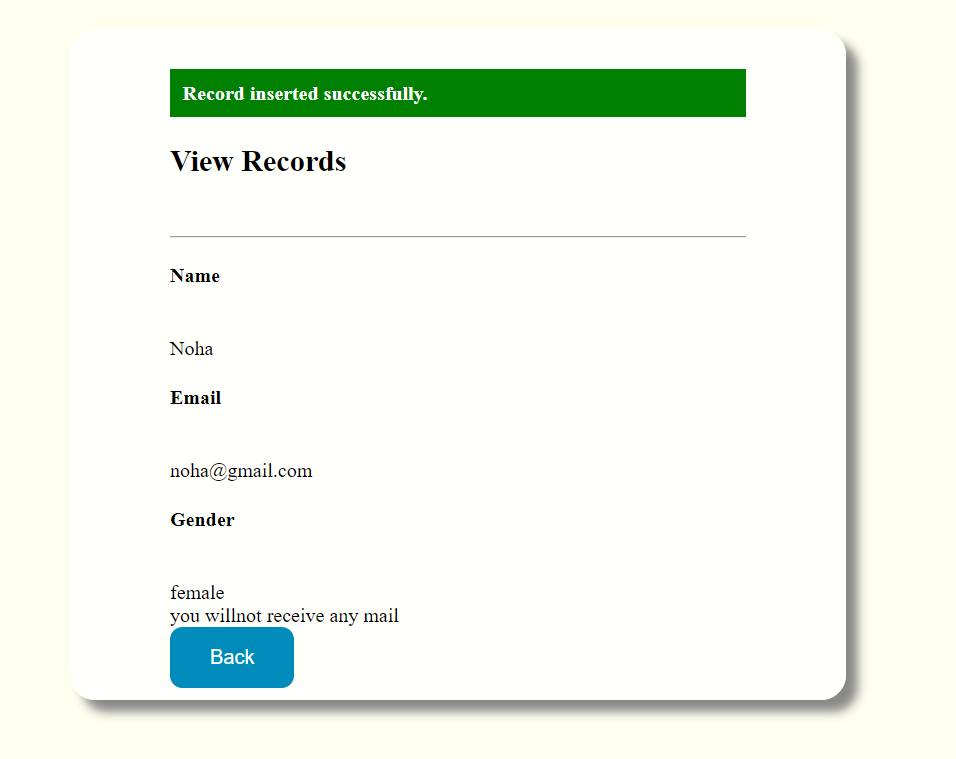 Record inserted successfully.
View Records
Name
Noha
Email
noha@gmail.com
Gender
female
you willnot receive any mail
Back